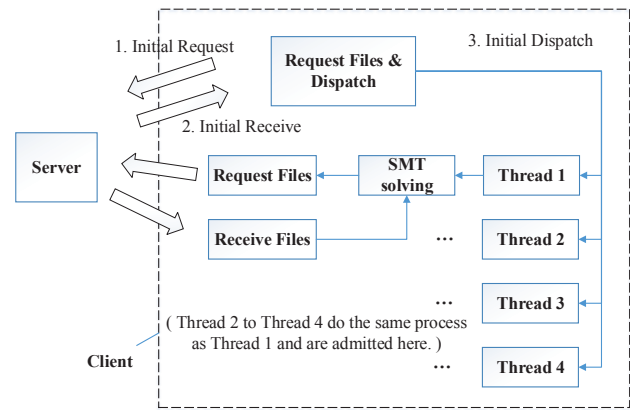 1. Initial Request
3. Initial Dispatch
Request Files &
Dispatch
2. Initial Receive
Server
Request Files
SMT
solving
Thread 1
Receive Files
...
Thread 2
...
Thread 3
( Thread 2 to Thread 4 do the same process
as Thread 1 and are admitted here. )
Client
...
Thread 4